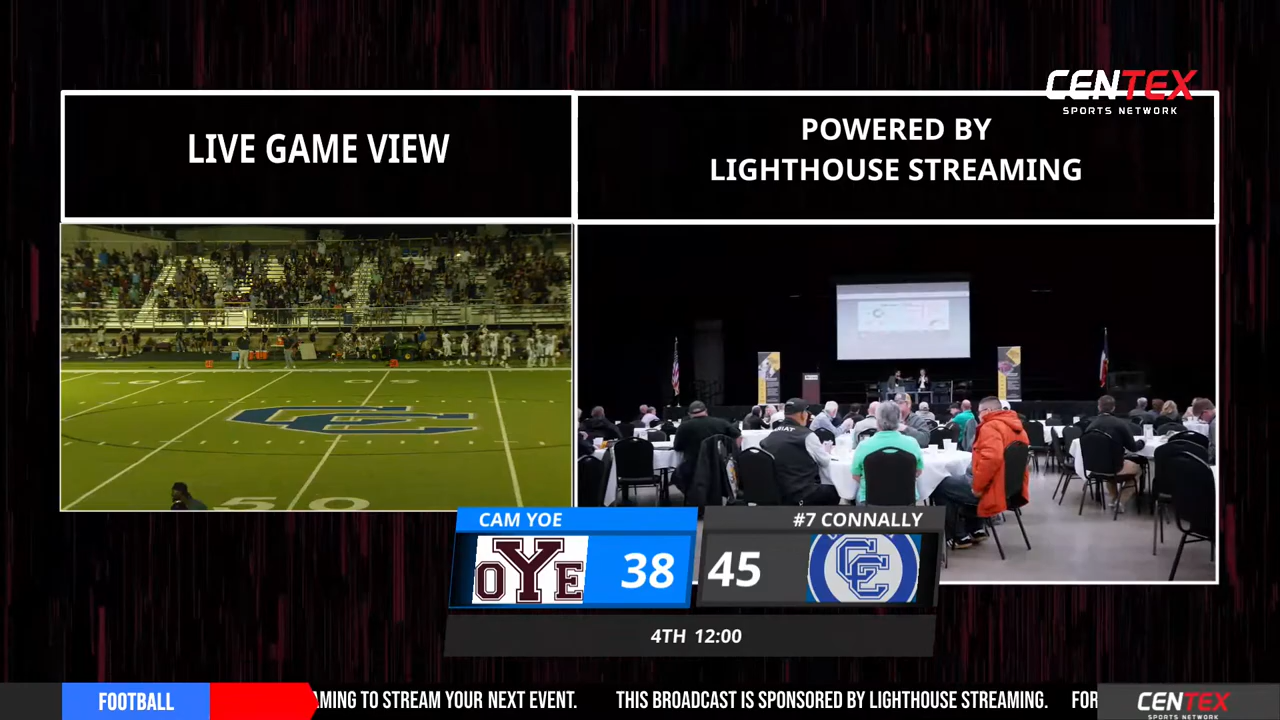 CENTEX
SPORTS NETWORK
LIVE GAME VIEW
POWERED BY
LIGHTHOUSE STREAMING
50
CAM YOE
#7 CONNALLY
OYE
38
45
CC
4TH 12:00
FOOTBALL
AMING TO STREAM YOUR NEXT EVENT. THIS BROADCAST IS SPONSORED BY LIGHTHOUSE STREAMING. FOR
CENTEX
SPORTS NETWORK